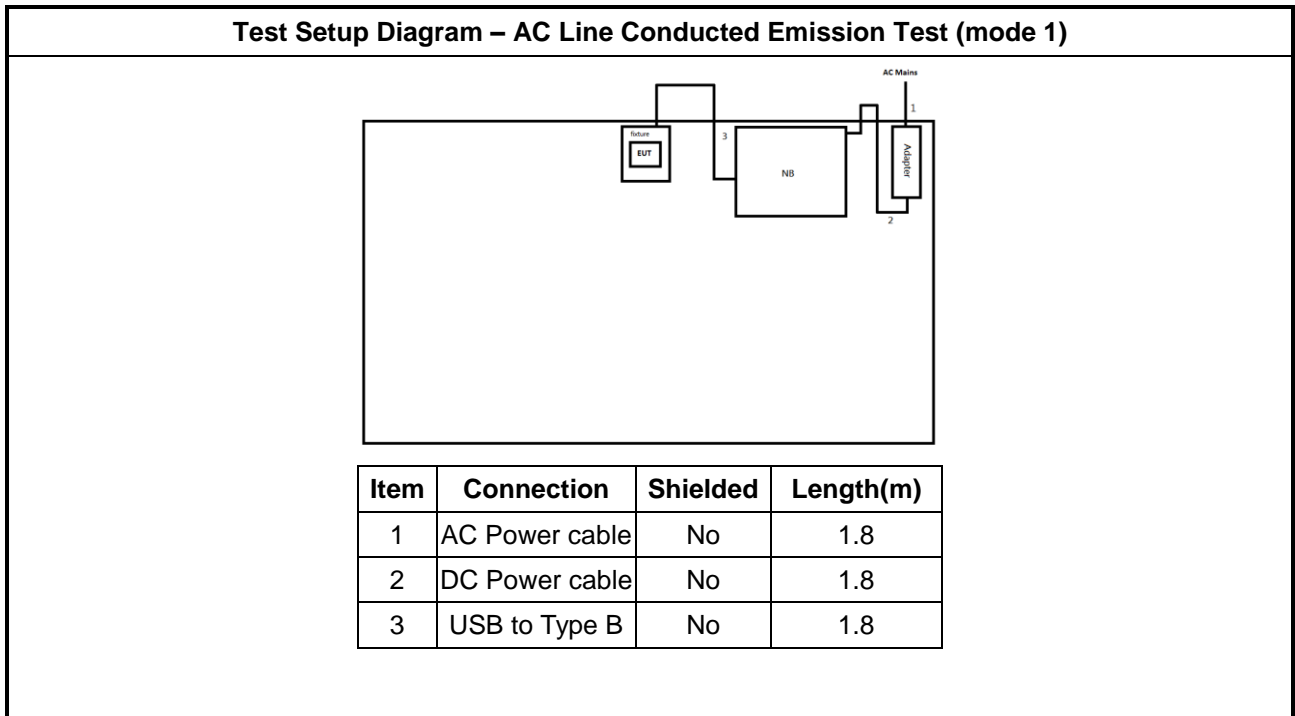 Test Setup Diagram – AC Line Conducted Emission Test (mode 1)
AC Mains
1
fixture
EUT
3
NB
Adapter
2
Item Connection Shielded Length(m)
1 AC Power cable No 1.8
2 DC Power cable No 1.8
3 USB to Type B No 1.8